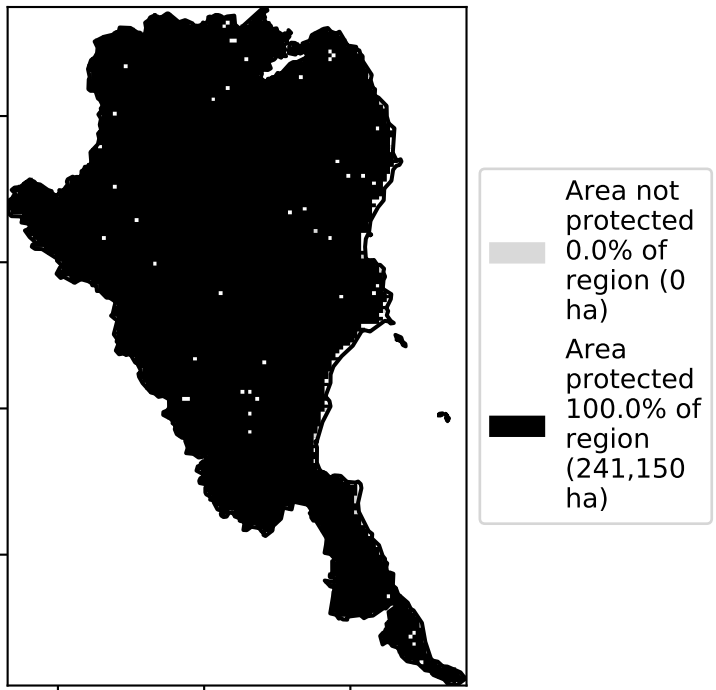 Area not
protected
0.0% of
region (0
ha)
Area
protected
100.0% of
region
(241,150
ha)